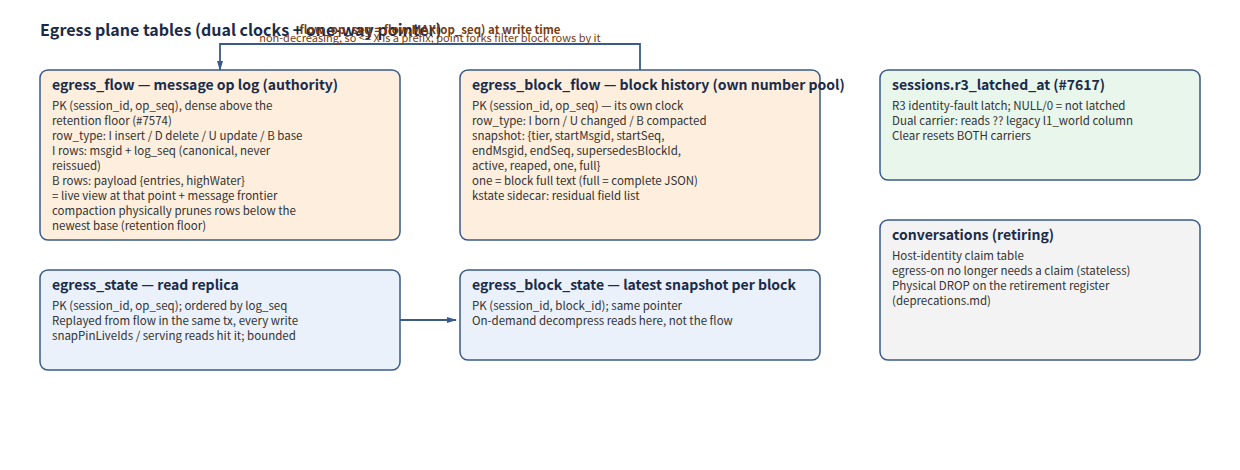 Egress plane tables (dual clocks + one-way pointer)
flow_op_seq = flow MAX(op_seq) at write time
non-decreasing, so <= X is a prefix; point forks filter block rows by it
egress_flow — message op log (authority)
PK (session_id, op_seq), dense above the
retention floor (#7574)
row_type: I insert / D delete / U update / B base
I rows: msgid + log_seq (canonical, never
reissued)
B rows: payload {entries, highWater}
= live view at that point + message frontier
compaction physically prunes rows below the
newest base (retention floor)
egress_block_flow — block history (own number pool)
PK (session_id, op_seq) — its own clock
row_type: I born / U changed / B compacted
snapshot: {tier, startMsgid, startSeq,
endMsgid, endSeq, supersedesBlockId,
active, reaped, one, full}
one = block full text (full = complete JSON)
kstate sidecar: residual field list
sessions.r3_latched_at (#7617)
R3 identity-fault latch; NULL/0 = not latched
Dual carrier: reads ?? legacy l1_world column
Clear resets BOTH carriers
conversations (retiring)
Host-identity claim table
egress-on no longer needs a claim (stateless)
Physical DROP on the retirement register
(deprecations.md)
egress_state — read replica
PK (session_id, op_seq); ordered by log_seq
Replayed from flow in the same tx, every write
snapPinLiveIds / serving reads hit it; bounded
egress_block_state — latest snapshot per block
PK (session_id, block_id); same pointer
On-demand decompress reads here, not the flow